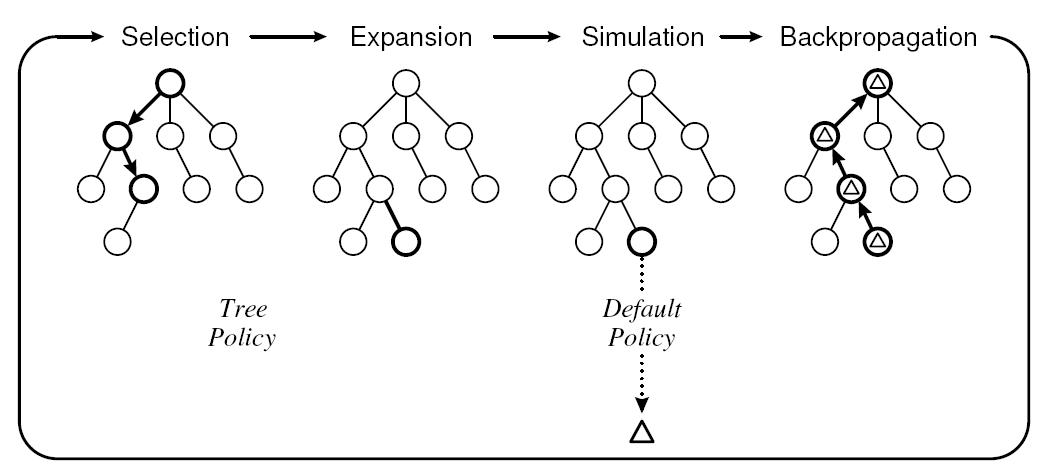 Selection
Expansion
Simulation
Backpropagation
Tree
Policy
Default
Policy